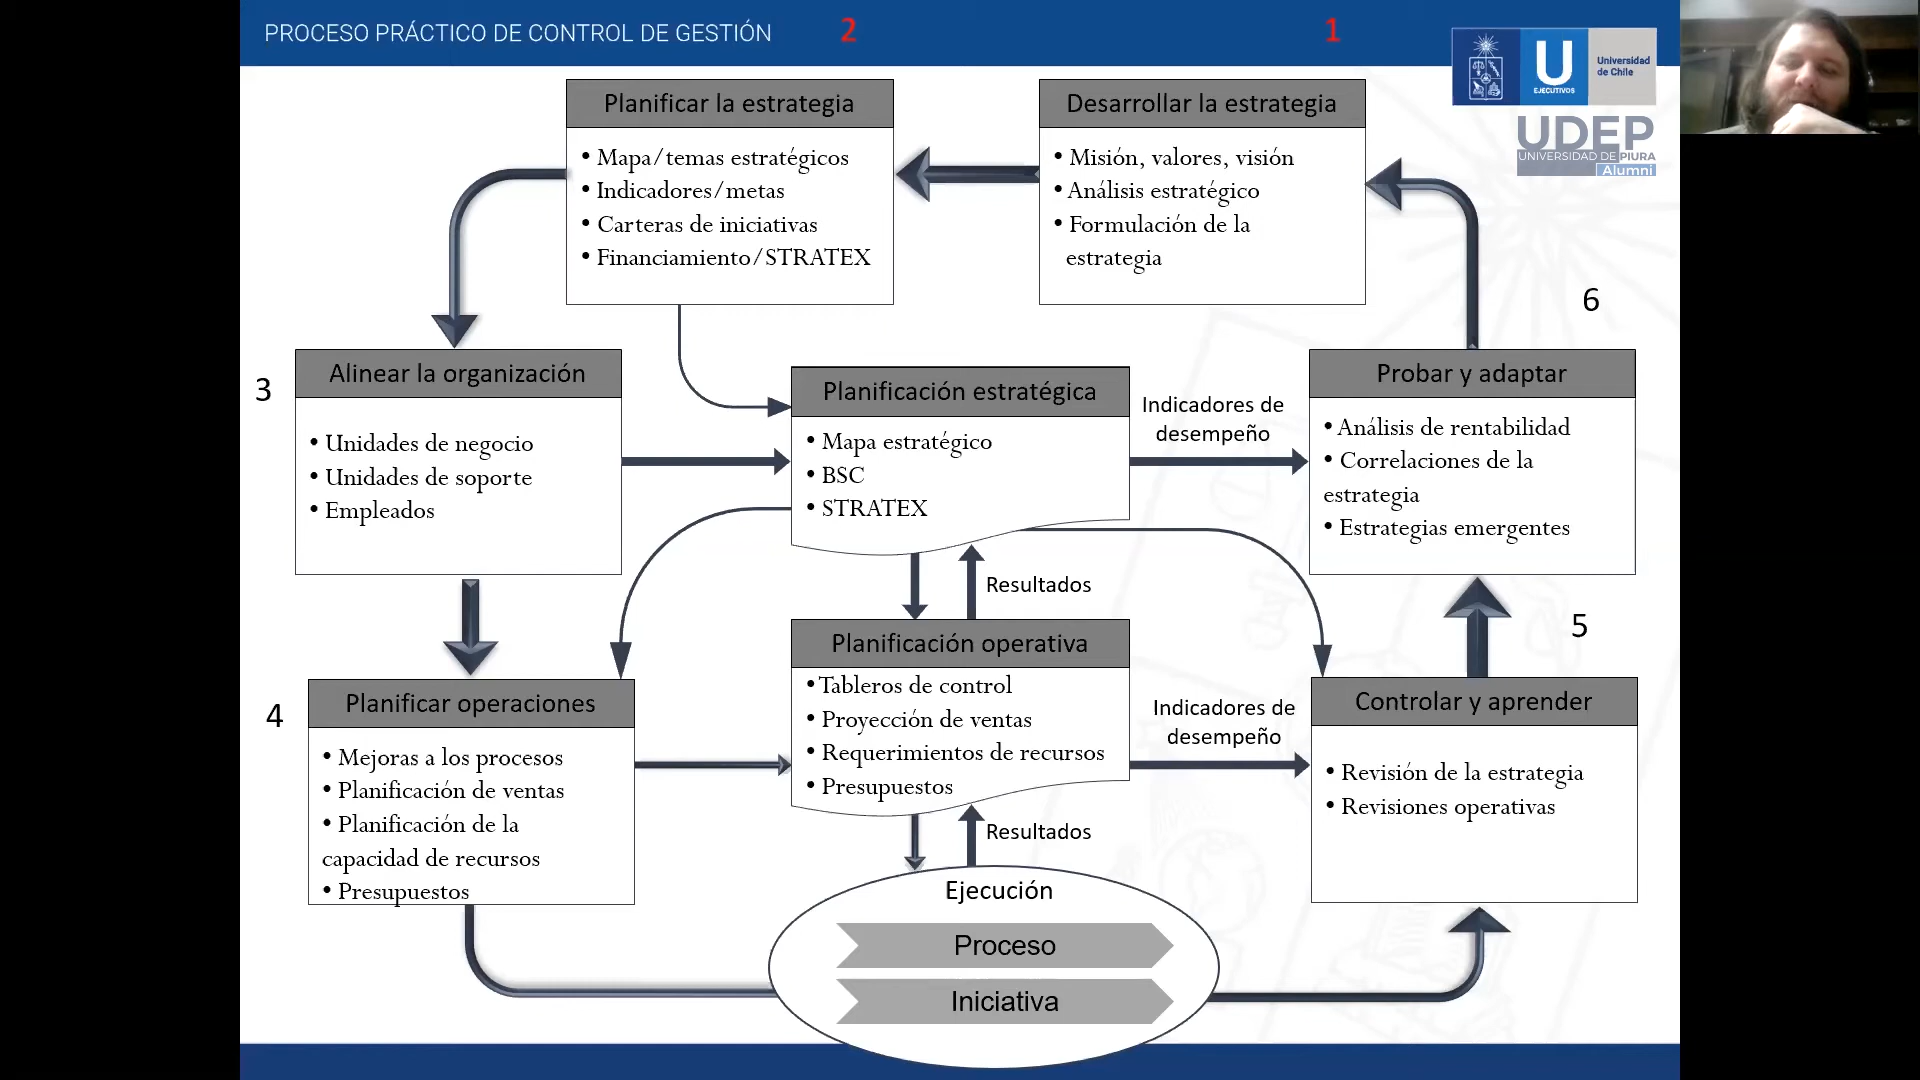 PROCESO PRÁCTICO DE CONTROL DE GESTIÓN
2
1
U
EJECUTIVOS
Universidad
de Chile
UDEP
UNIVERSIDAD DE PIURA
Alumni
Planificar la estrategia
• Mapa/temas estratégicos
• Indicadores/metas
• Carteras de iniciativas
• Financiamiento/STRATEX
Desarrollar la estrategia
• Misión, valores, visión
• Análisis estratégico
• Formulación de la
estrategia
6
3
Alinear la organización
• Unidades de negocio
• Unidades de soporte
• Empleados
Planificación estratégica
• Mapa estratégico
• BSC
• STRATEX
Indicadores de
desempeño
Probar y adaptar
• Análisis de rentabilidad
• Correlaciones de la
estrategia
• Estrategias emergentes
Resultados
5
4
Planificar operaciones
• Mejoras a los procesos
• Planificación de ventas
• Planificación de la
capacidad de recursos
• Presupuestos
Planificación operativa
• Tableros de control
• Proyección de ventas
• Requerimientos de recursos
• Presupuestos
Indicadores de
desempeño
Controlar y aprender
• Revisión de la estrategia
• Revisiones operativas
Resultados
Ejecución
Proceso
Iniciativa